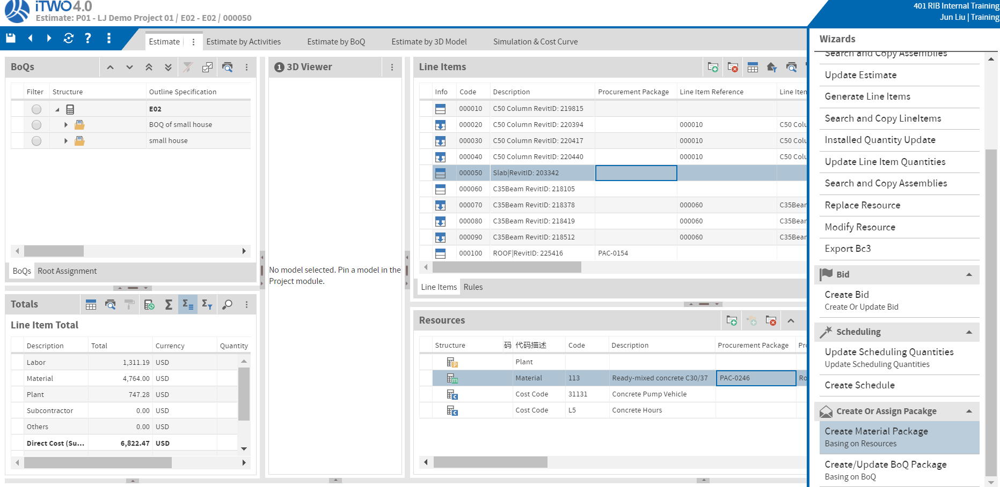 iTWO 4.0
Estimate: P01 - LJ Demo Project 01 / E02 - E02 / 000050
401 RIB Internal Training
Jun Liu | Training
Estimate
Estimate by Activities
Estimate by BoQ
Estimate by 3D Model
Simulation & Cost Curve
BoQs
Filter Structure Outline Specification
E02
BOQ of small house
small house
BoQs Root Assignment
Totals
Line Item Total
Description Total Currency Quantity
Labor 1,311.19 USD
Material 4,764.00 USD
Plant 747.28 USD
Subcontractor 0.00 USD
Others 0.00 USD
Direct Cost (Su... 6,822.47 USD
1 3D Viewer
No model selected. Pin a model in the
Project module.
Line Items
Info Code Description Procurement Package Line Item Reference Line Iten
000010 C50 Column RevitID: 219815
000020 C50 Column RevitID: 220394 000010 C50 Colu
000030 C50 Column RevitID: 220417 000010 C50 Colu
000040 C50 Column RevitID: 220440 000010 C50 Colu
000050 Slab|RevitID: 203342
000060 C35Beam RevitID: 218105
000070 C35Beam RevitID: 218378 000060 C35Bear
000080 C35Beam RevitID: 218419 000060 C35Bear
000090 C35Beam RevitID: 218512 000060 C35Bear
000100 ROOF|RevitID: 225416 PAC-0154
Line Items Rules
Resources
Structure 码 代码描述 Code Description Procurement Package Pro
Plant
Material 113 Ready-mixed concrete C30/37 PAC-0246 Ro
Cost Code 31131 Concrete Pump Vehicle
Cost Code L5 Concrete Hours
Wizards
Search and Copy Assemblies
Update Estimate
Generate Line Items
Search and Copy LineItems
Installed Quantity Update
Update Line Item Quantities
Search and Copy Assemblies
Replace Resource
Modify Resource
Export Bc3
Bid
Create Bid
Create Or Update Bid
Scheduling
Update Scheduling Quantities
Update Scheduling Quantities
Create Schedule
Create Or Assign Pacakge
Create Material Package
Basing on Resources
Create/Update BoQ Package
Basing on BoQ